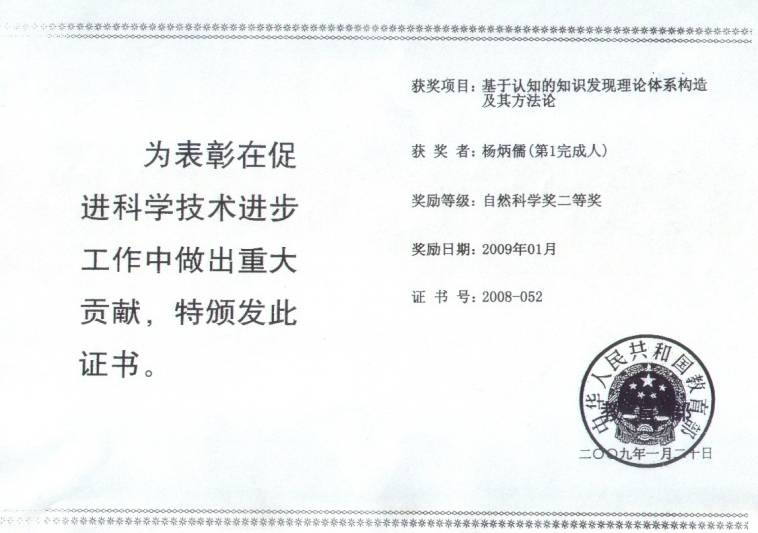 为表彰在促
进科学技术进步
工作中做出重大
贡献，特颁发此
证书。
获奖项目：基于认知的知识发现理论体系构造
及其方法论
获 奖 者：杨炳儒(第1完成人)
奖励等级：自然科学奖二等奖
奖励日期：2009年01月
证 书 号：2008-052
中华人民共和国教育部
教育部
二〇〇九年一月二十日